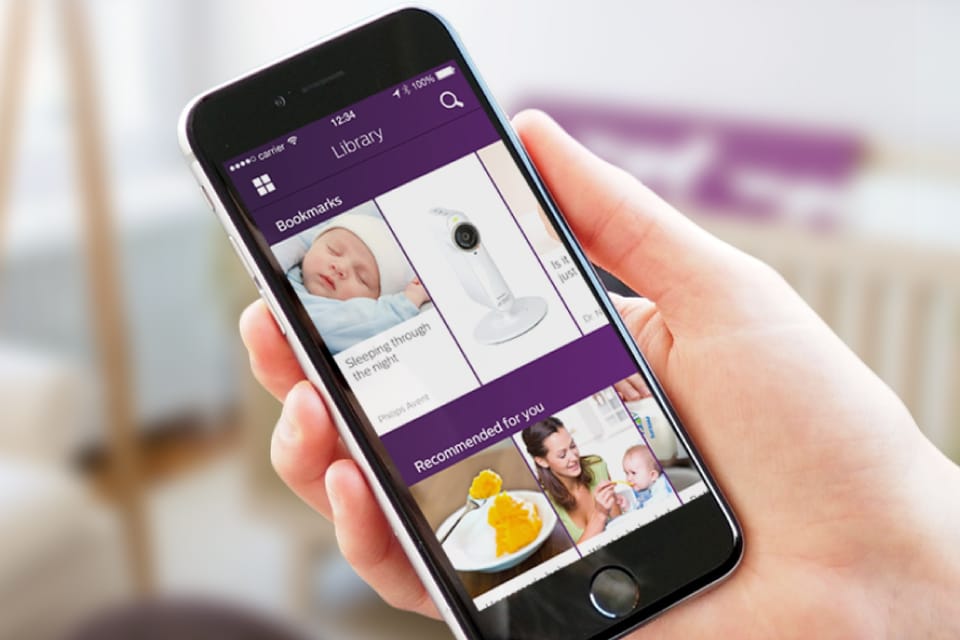 carrier
12:34
100%
Library
Bookmarks
Sleeping through
the night
Philips Avent
Is it
just
Dr. N
Recommended for you